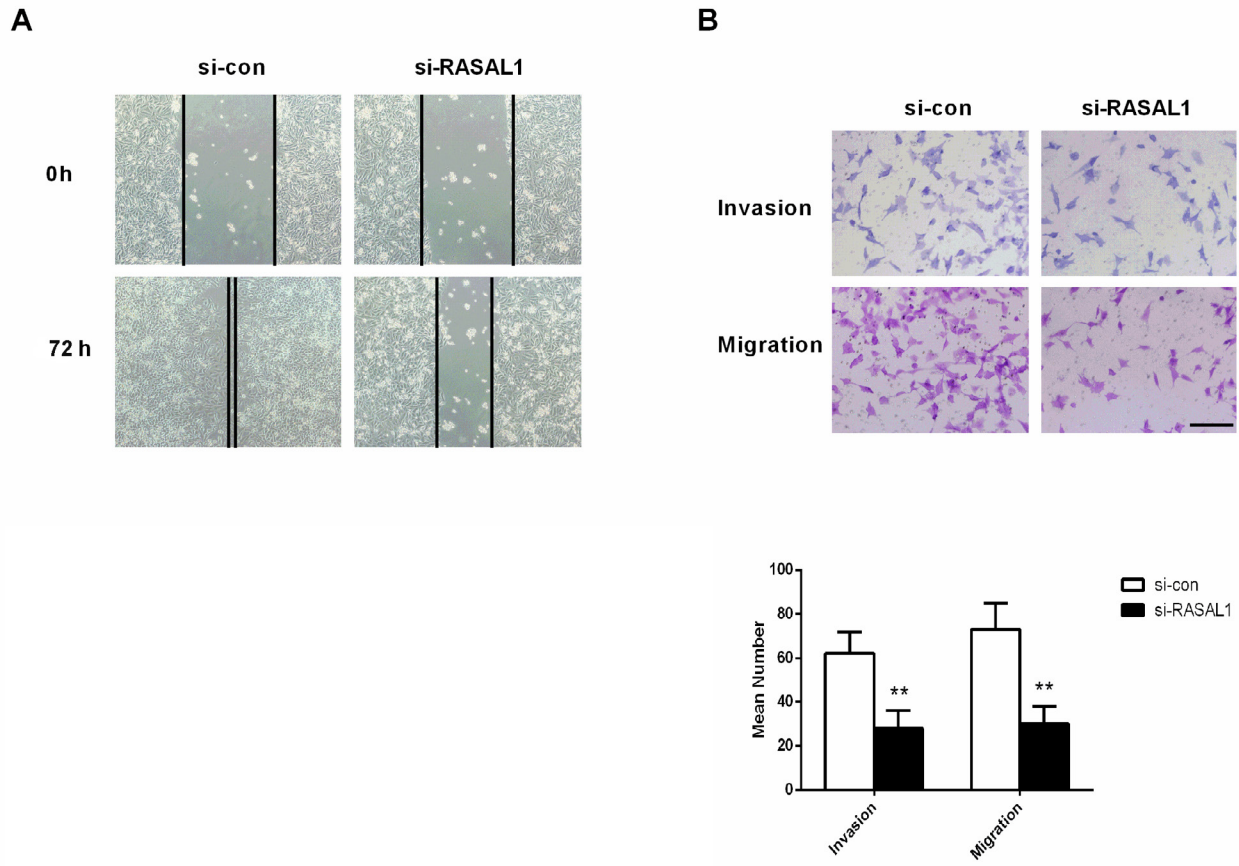 A
si-con si-RASAL1
0h
72 h
B
si-con si-RASAL1
Invasion
Migration
100
80
60
40
20
0
Mean Number
** **
Invasion Migration
si-con
si-RASAL1